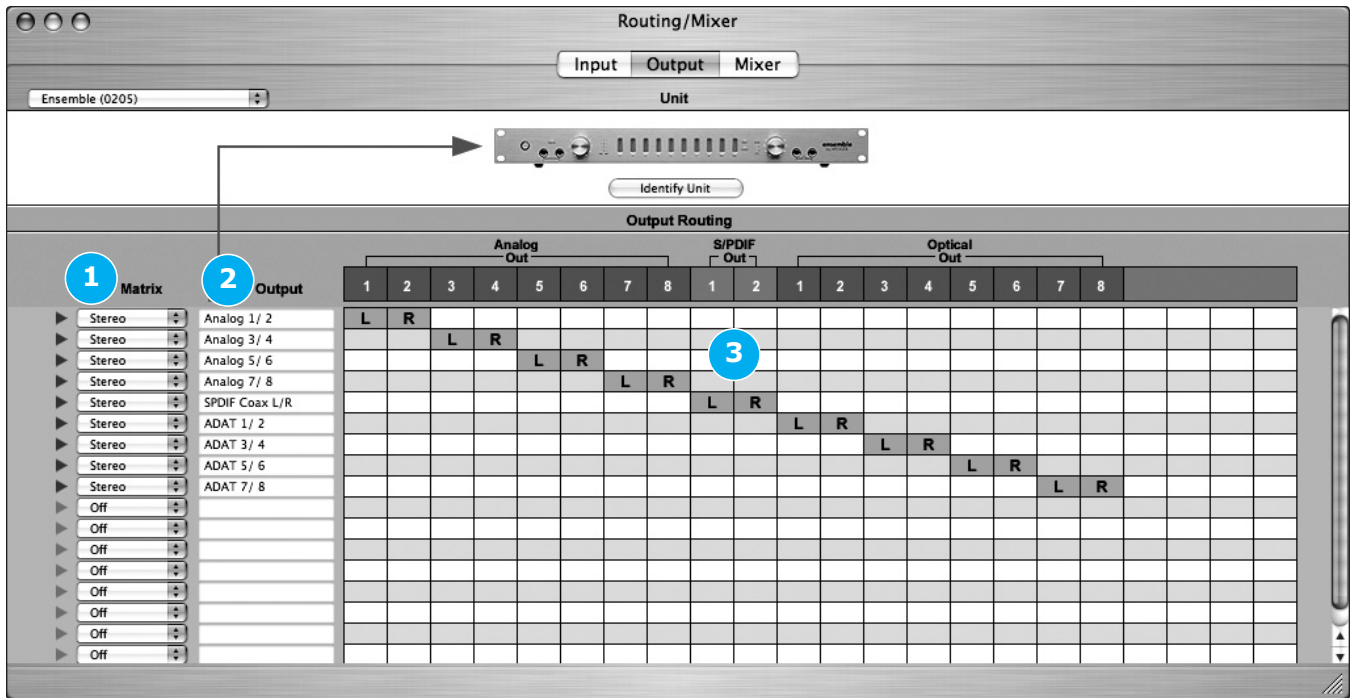 Routing/Mixer
Input Output Mixer
Ensemble (0205) Unit
ensemble
Identify Unit
Output Routing
Analog Out S/PDIF Out Optical Out
1 Matrix 2 Output 1 2 3 4 5 6 7 8 1 2 1 2 3 4 5 6 7 8
Stereo Analog 1/ 2 L R
Stereo Analog 3/ 4 L R
3
Stereo Analog 5/ 6 L R
Stereo Analog 7/ 8 L R
Stereo SPDIF Coax L/R L R
Stereo ADAT 1/ 2 L R
Stereo ADAT 3/ 4 L R
Stereo ADAT 5/ 6 L R
Stereo ADAT 7/ 8 L R
Off
Off
Off
Off
Off
Off
Off
Off